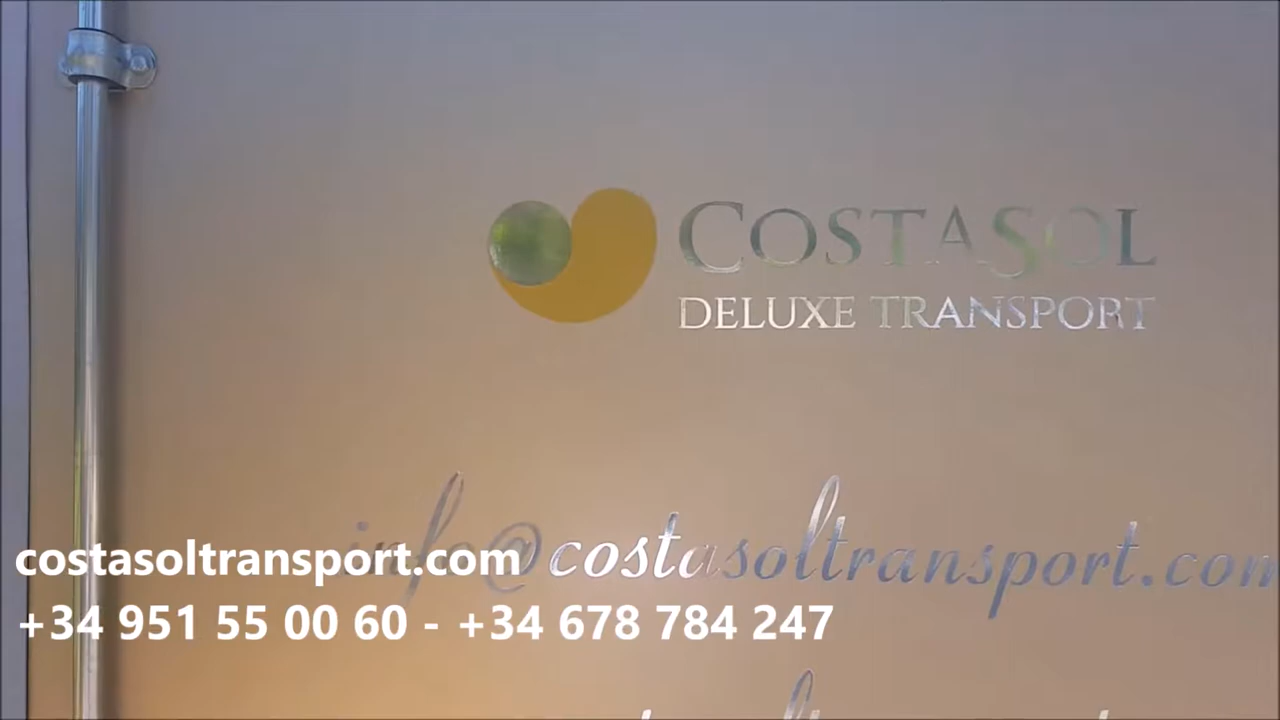 COSTASOL
DELUXE TRANSPORT
info@costasoltransport.com
costasoltransport.com
+34 951 55 00 60 - +34 678 784 247